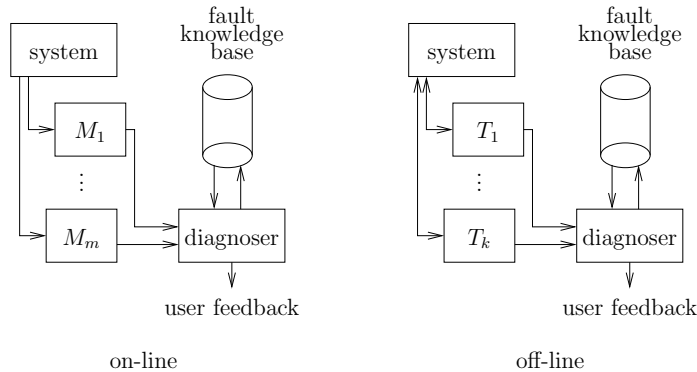 fault
knowledge
base
system
M₁
⋮
Mₘ
diagnoser
user feedback
on-line
fault
knowledge
base
system
T₁
⋮
Tₖ
diagnoser
user feedback
off-line